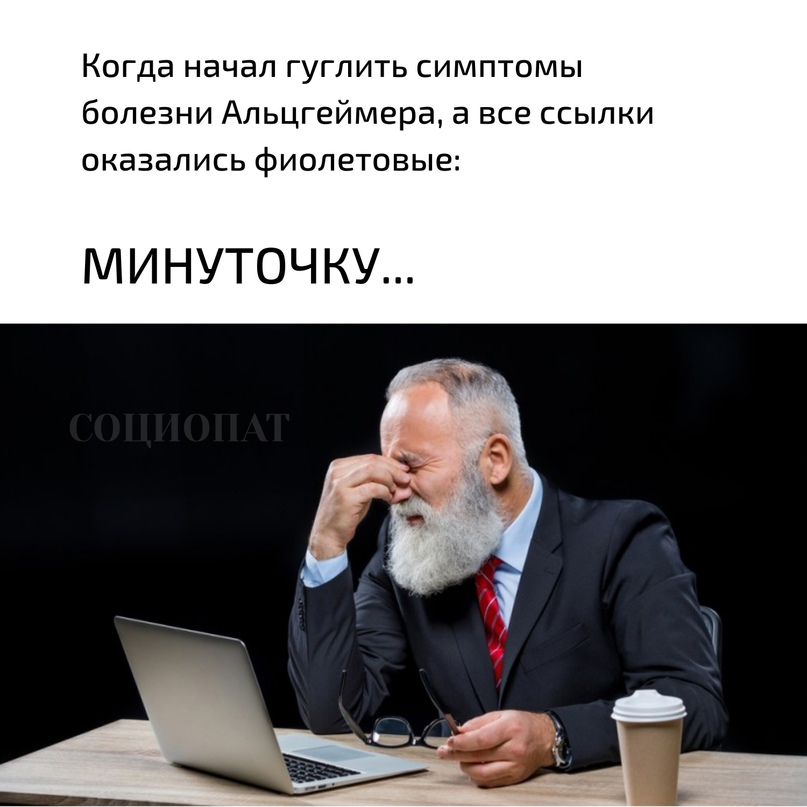 Когда начал гуглить симптомы
болезни Альцгеймера, а все ссылки
оказались фиолетовые:
МИНУТОЧКУ...
СОЦИОПАТ